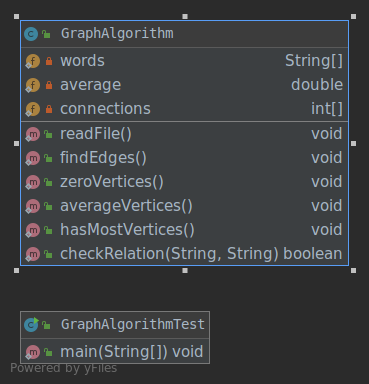 GraphAlgorithm
words String[]
average double
connections int[]
readFile() void
findEdges() void
zeroVertices() void
averageVertices() void
hasMostVertices() void
checkRelation(String, String) boolean
GraphAlgorithmTest
main(String[]) void
Powered by yFiles